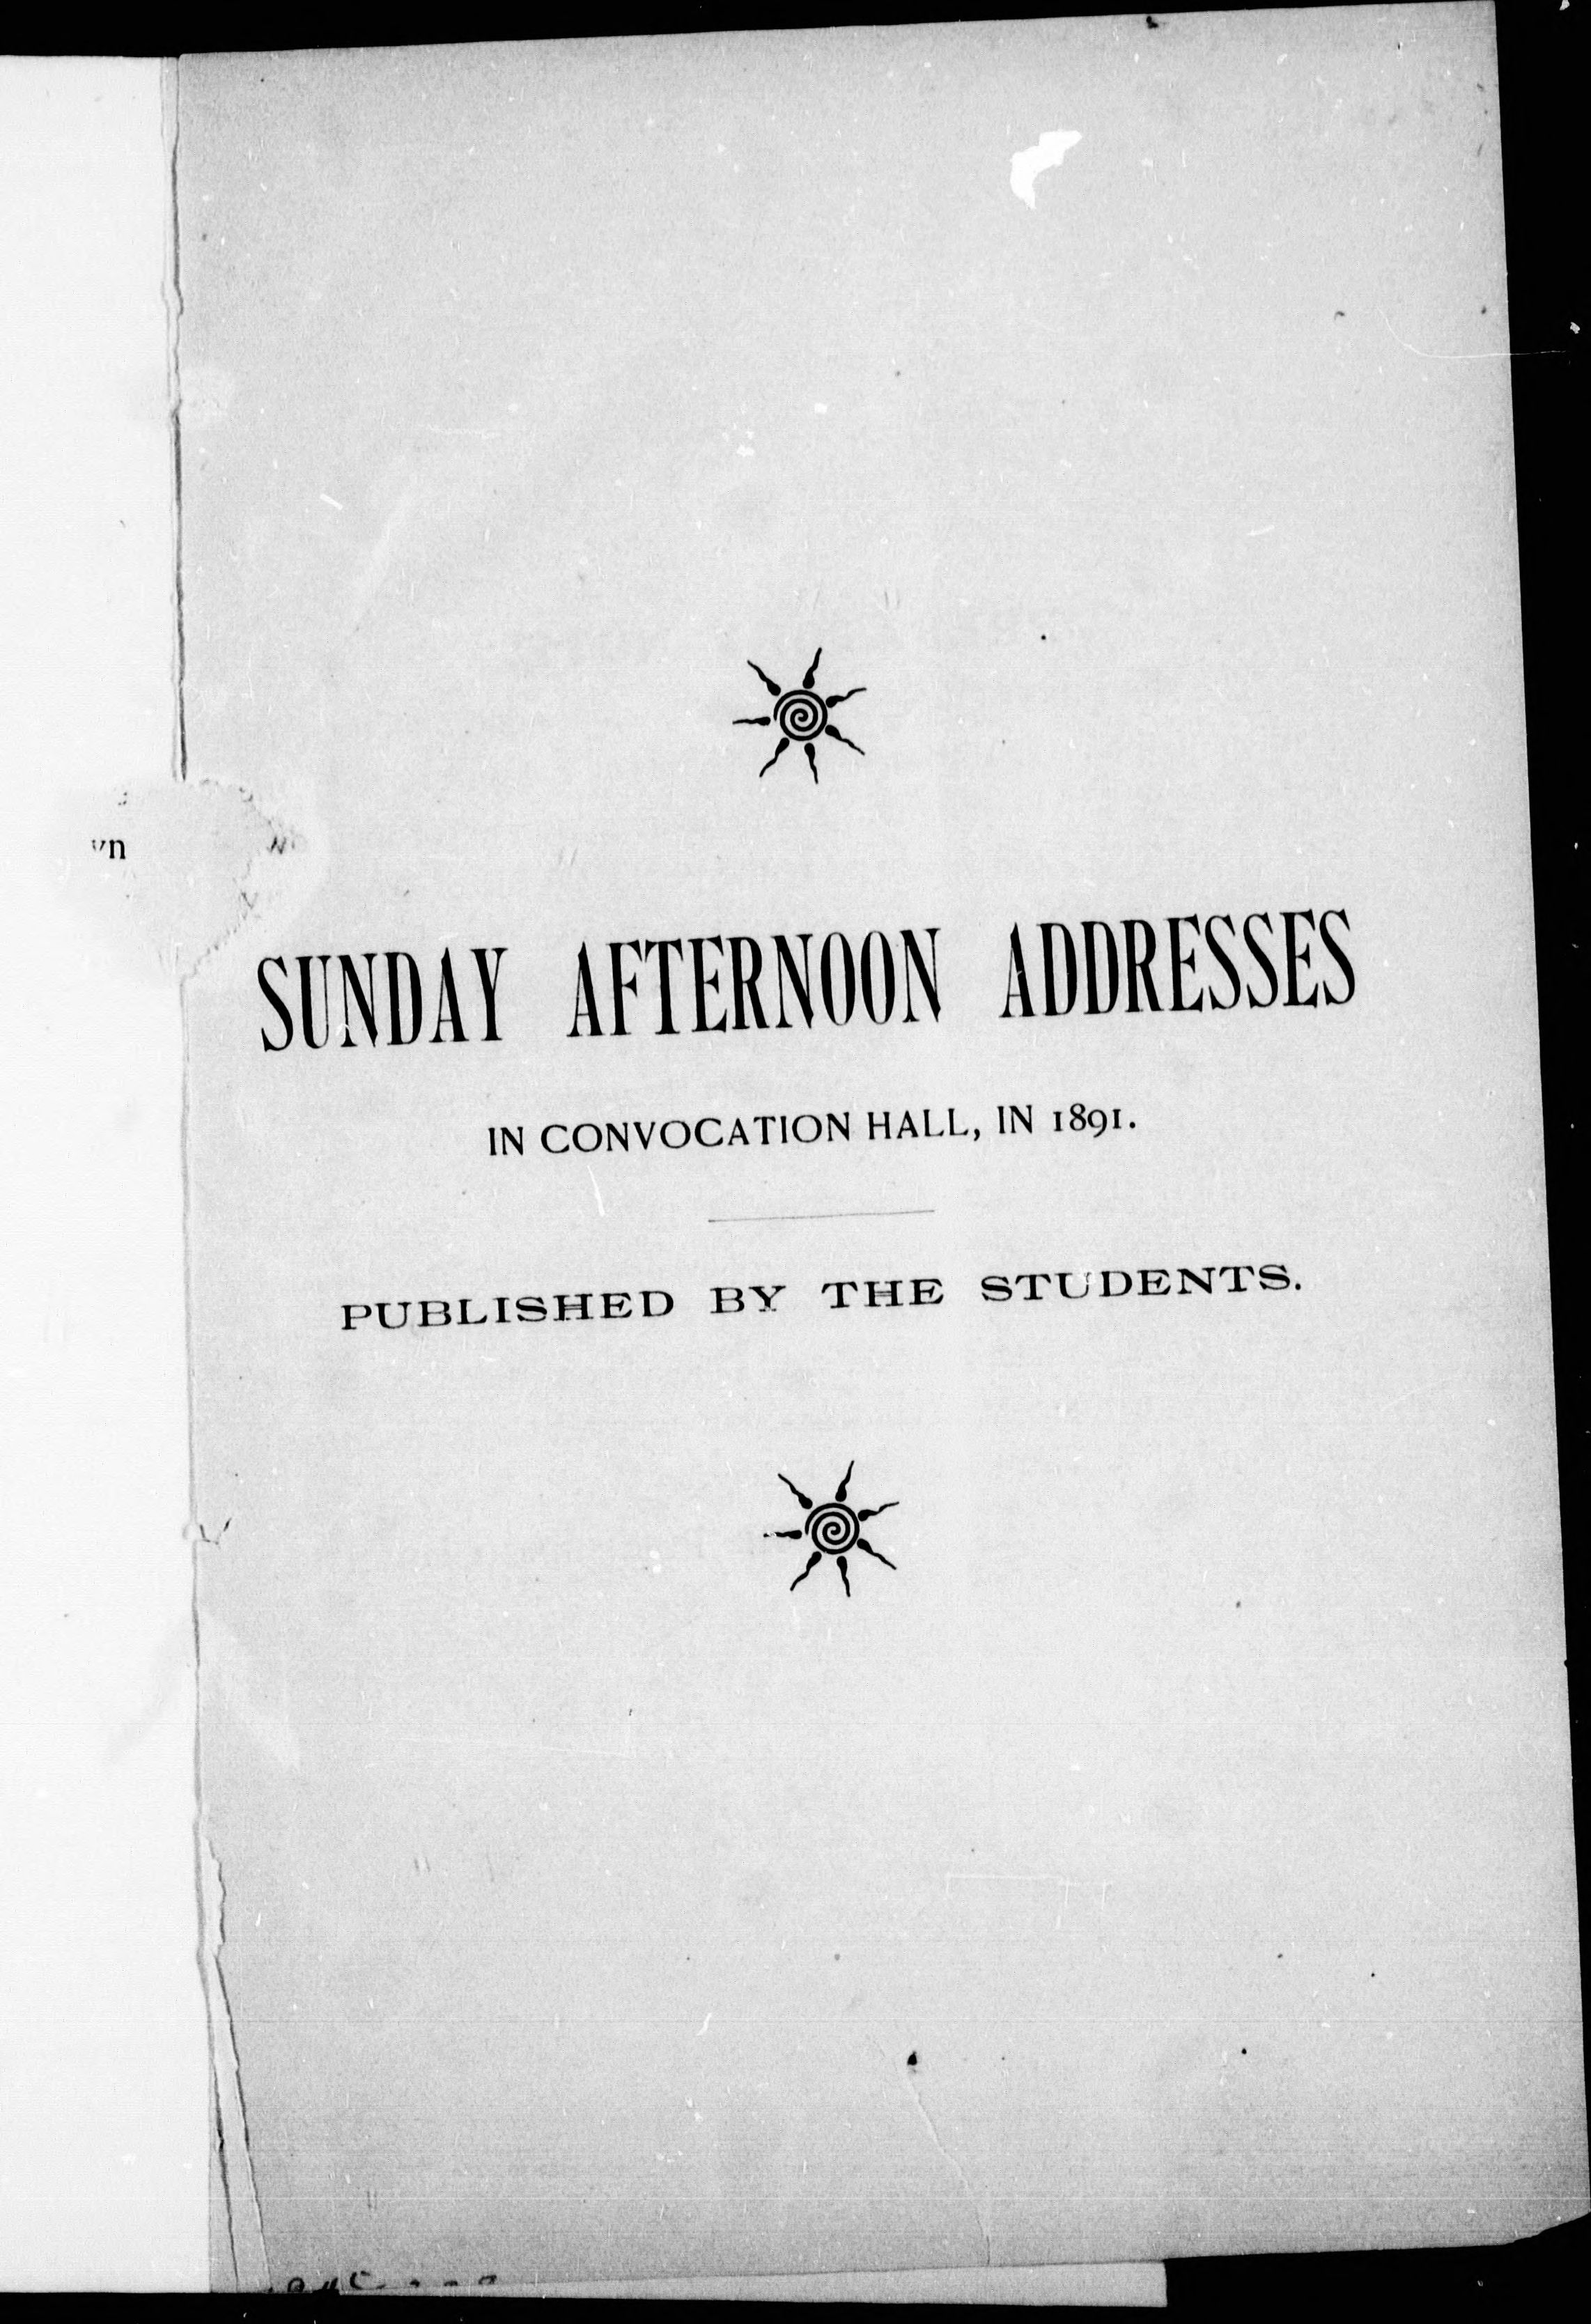 SUNDAY AFTERNOON ADDRESSES
IN CONVOCATION HALL, IN 1891.
PUBLISHED BY THE STUDENTS.